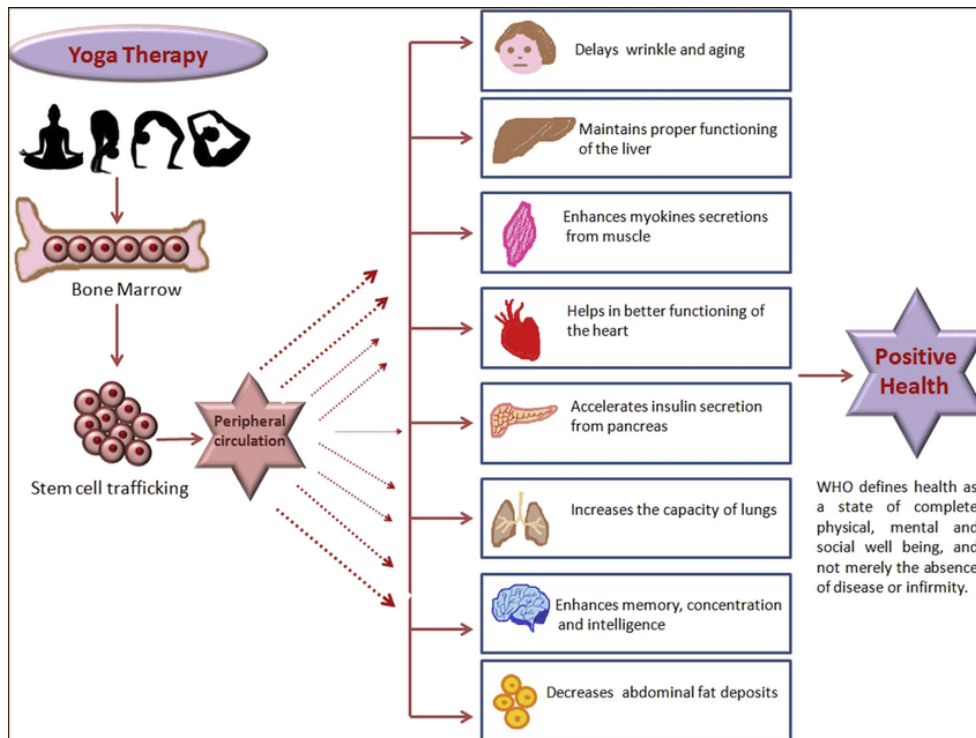 Yoga Therapy
Bone Marrow
Stem cell trafficking
Peripheral
circulation
Delays wrinkle and aging
Maintains proper functioning
of the liver
Enhances myokines secretions
from muscle
Helps in better functioning of
the heart
Accelerates insulin secretion
from pancreas
Increases the capacity of lungs
Enhances memory, concentration
and intelligence
Decreases abdominal fat deposits
Positive
Health
WHO defines health as
a state of complete
physical, mental and
social well being, and
not merely the absence
of disease or infirmity.